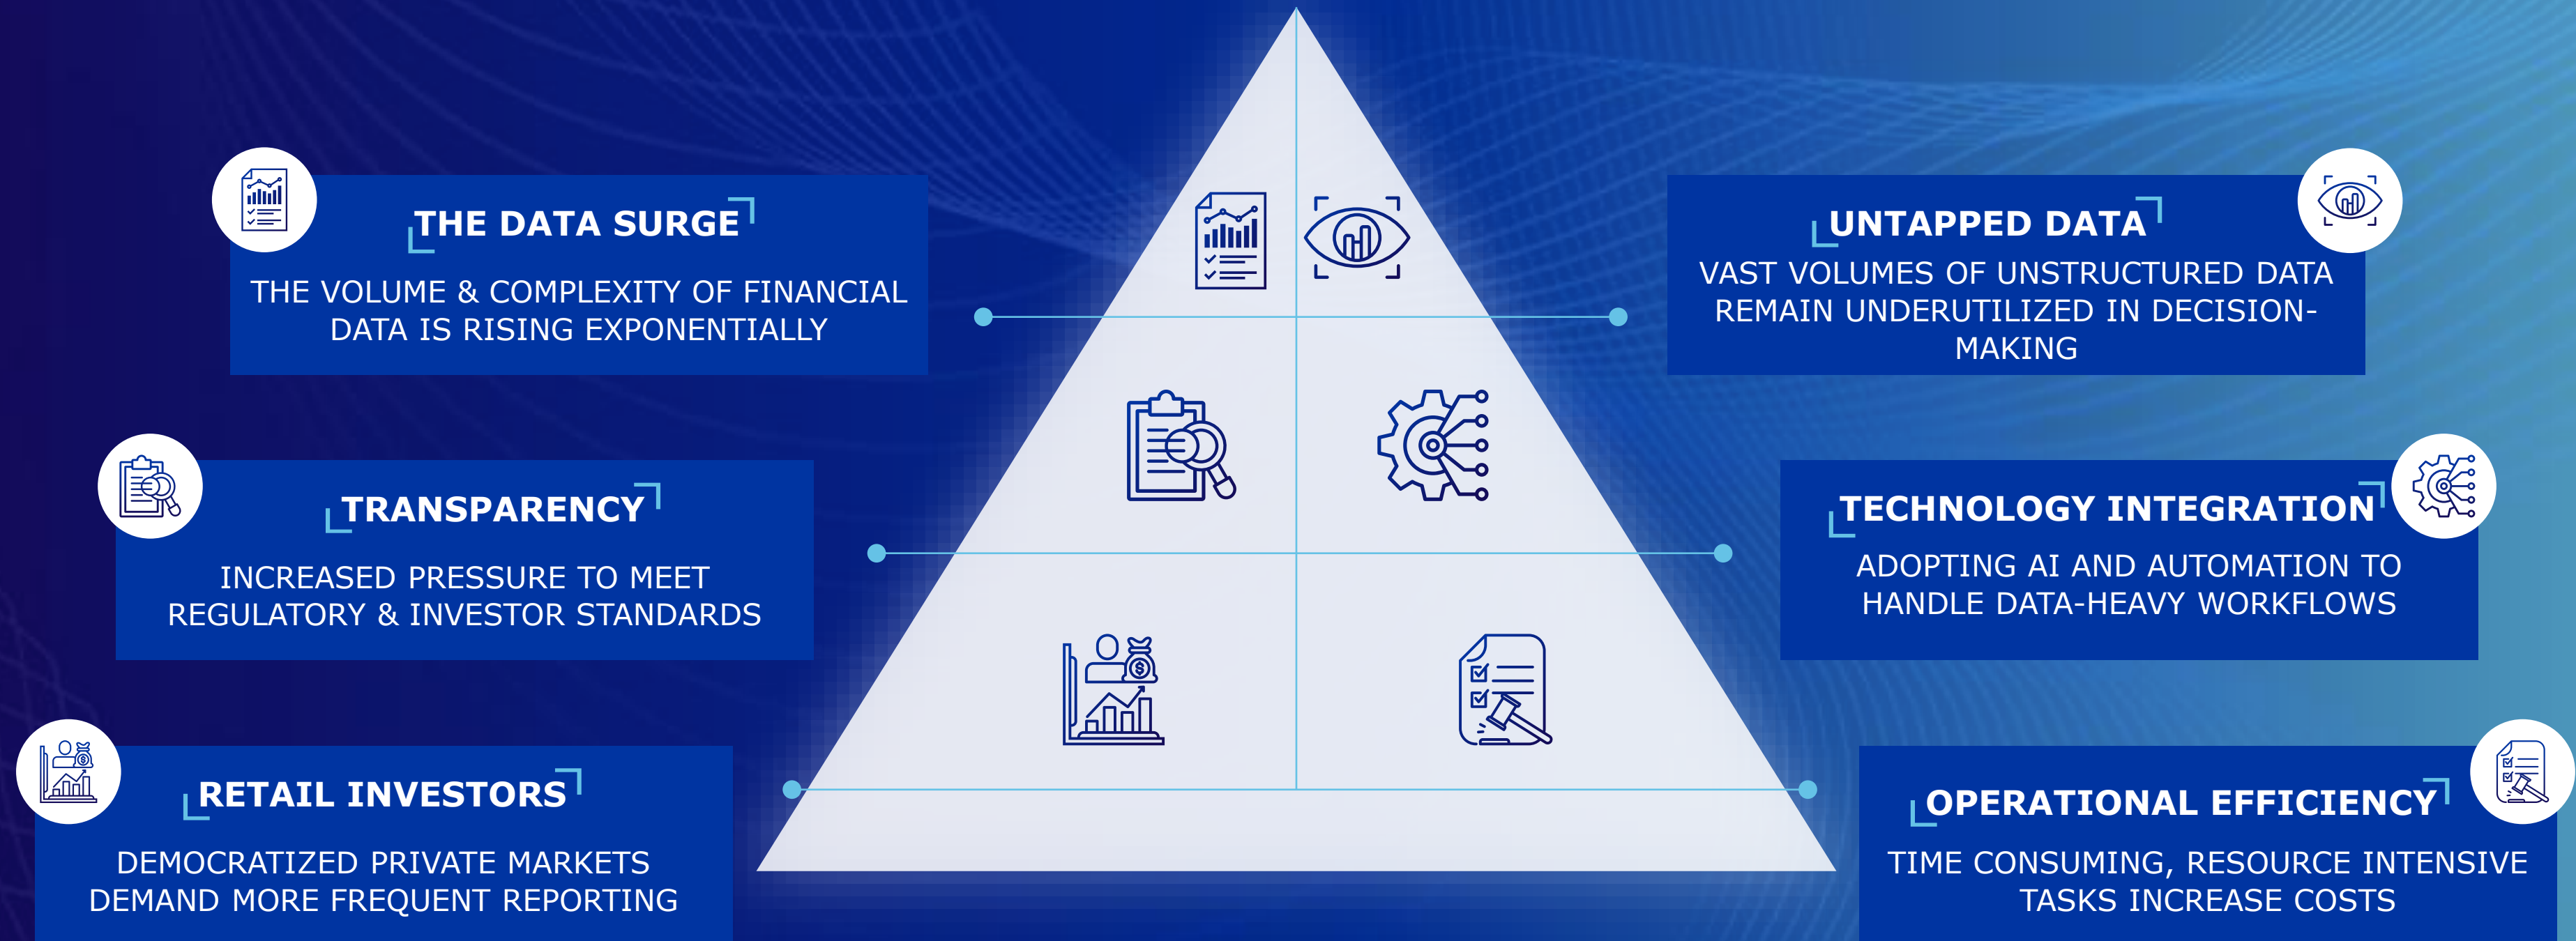 THE DATA SURGE
THE VOLUME & COMPLEXITY OF FINANCIAL
DATA IS RISING EXPONENTIALLY
UNTAPPED DATA
VAST VOLUMES OF UNSTRUCTURED DATA
REMAIN UNDERUTILIZED IN DECISION-
MAKING
TRANSPARENCY
INCREASED PRESSURE TO MEET
REGULATORY & INVESTOR STANDARDS
TECHNOLOGY INTEGRATION
ADOPTING AI AND AUTOMATION TO
HANDLE DATA-HEAVY WORKFLOWS
RETAIL INVESTORS
DEMOCRATIZED PRIVATE MARKETS
DEMAND MORE FREQUENT REPORTING
OPERATIONAL EFFICIENCY
TIME CONSUMING, RESOURCE INTENSIVE
TASKS INCREASE COSTS